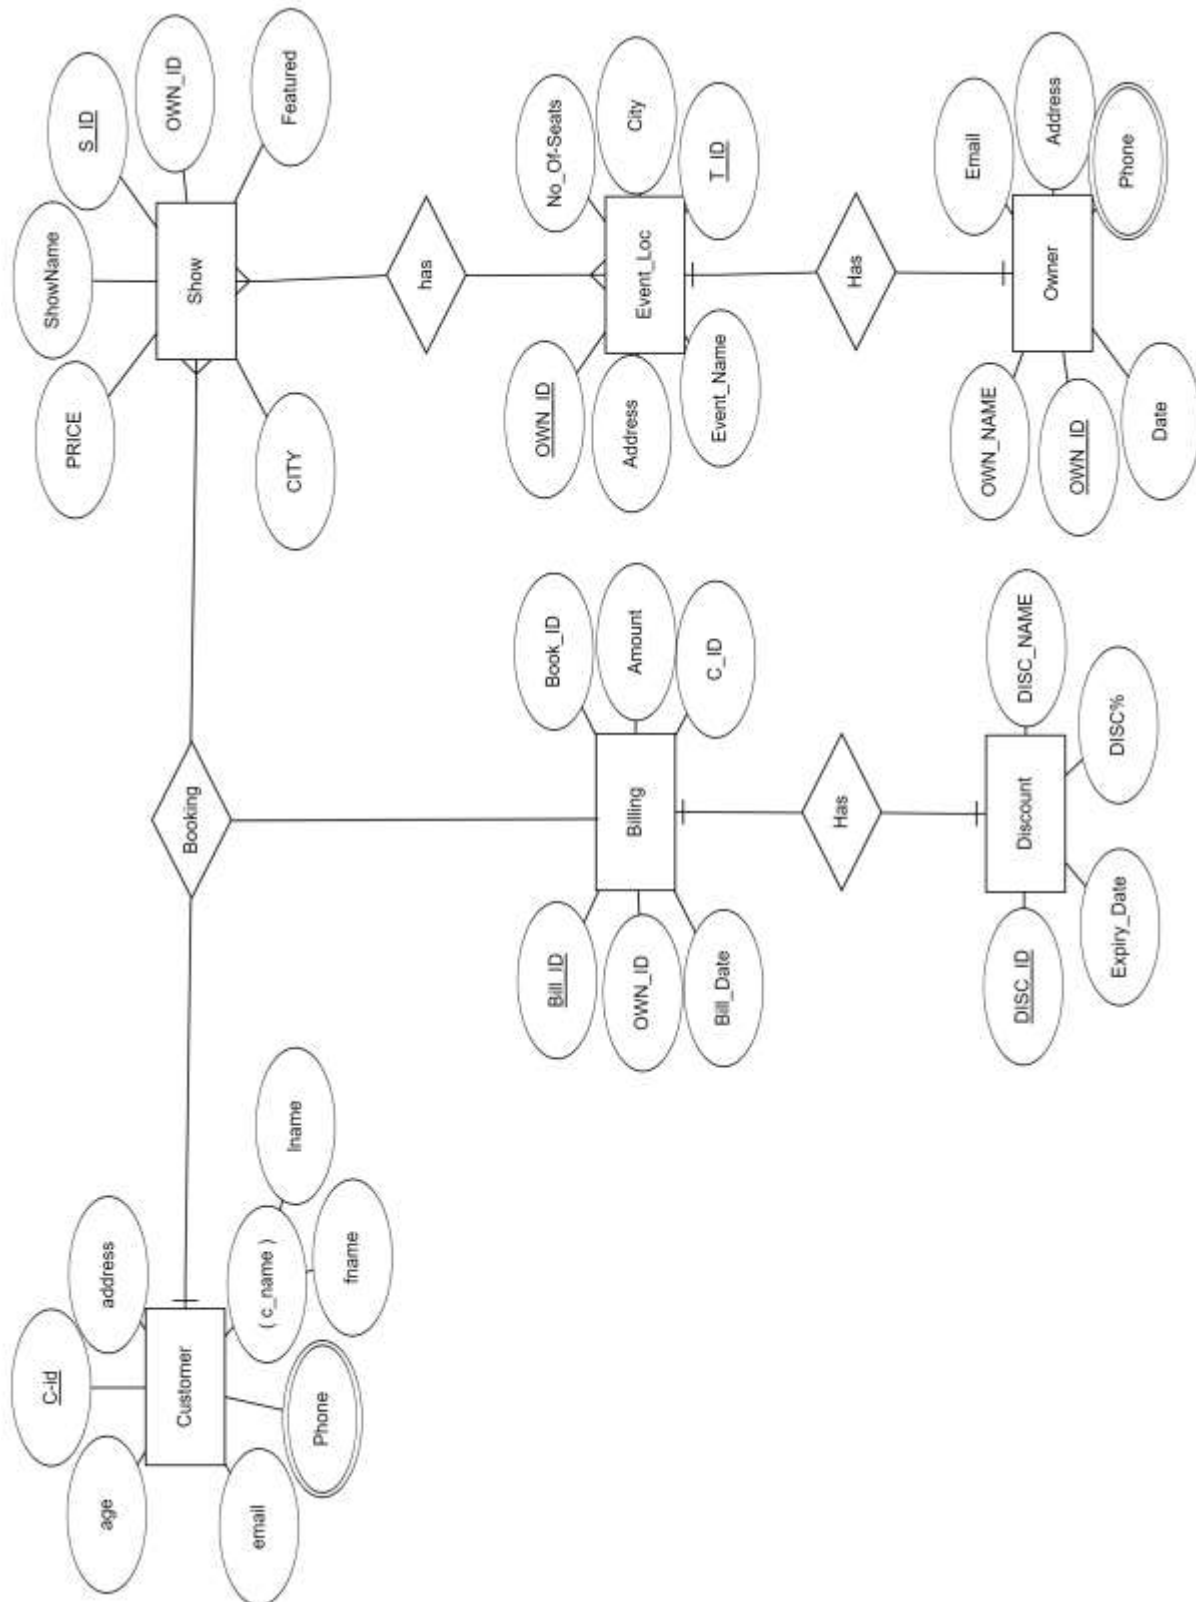 C-id
address
age
Customer
email
Phone
( c_name )
fname
lname
Booking
PRICE
ShowName
S_ID
OWN_ID
Featured
Show
CITY
has
No_Of-Seats
City
T_ID
Event_Loc
OWN_ID
Address
Event_Name
Has
Email
Address
Phone
Owner
OWN_NAME
OWN_ID
Date
Book_ID
Amount
C_ID
Billing
Bill_ID
OWN_ID
Bill_Date
Has
DISC_NAME
DISC%
Discount
DISC_ID
Expiry_Date